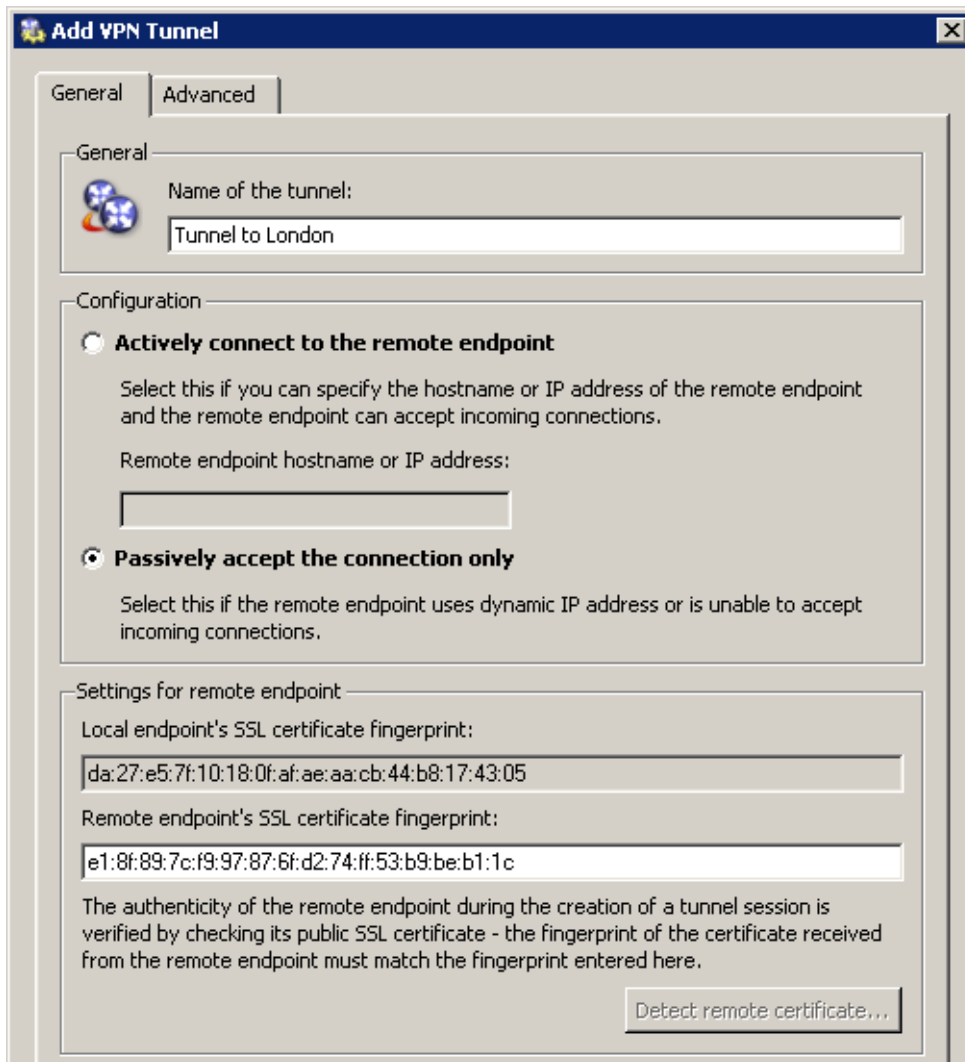 Add VPN Tunnel
General
Advanced
General
Name of the tunnel:
Tunnel to London
Configuration
Actively connect to the remote endpoint
Select this if you can specify the hostname or IP address of the remote endpoint
and the remote endpoint can accept incoming connections.
Remote endpoint hostname or IP address:
Passively accept the connection only
Select this if the remote endpoint uses dynamic IP address or is unable to accept
incoming connections.
Settings for remote endpoint
Local endpoint's SSL certificate fingerprint:
da:27:e5:7f:10:18:0f:af:ae:aa:cb:44:b8:17:43:05
Remote endpoint's SSL certificate fingerprint:
e1:8f:89:7c:f9:97:87:6f:d2:74:ff:53:b9:be:b1:1c
The authenticity of the remote endpoint during the creation of a tunnel session is
verified by checking its public SSL certificate - the fingerprint of the certificate received
from the remote endpoint must match the fingerprint entered here.
Detect remote certificate...